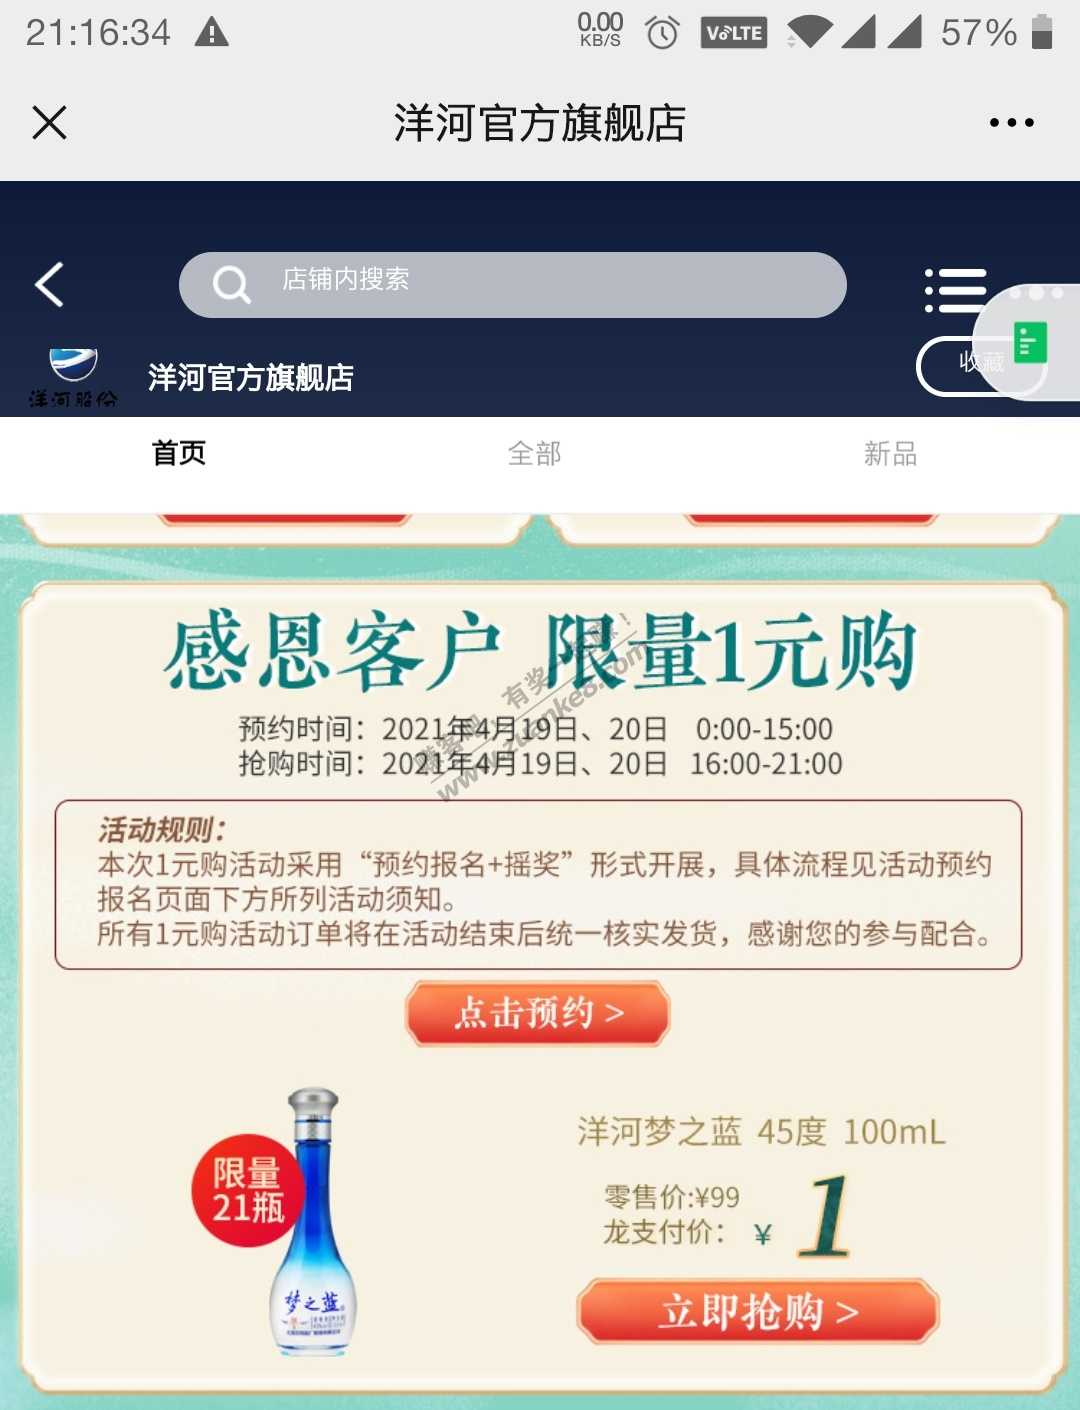 21:16:34
0.00
KB/S
VoLTE
57%
洋河官方旗舰店
店铺内搜索
洋河股份
洋河官方旗舰店
收藏
首页
全部
新品
感恩客户 限量1元购
预约时间：2021年4月19日、20日 0:00-15:00
抢购时间：2021年4月19日、20日 16:00-21:00
赚客吧，有奖一起赚！
www.zuanke8.com
活动规则：
本次1元购活动采用“预约报名+摇奖”形式开展，具体流程见活动预约
报名页面下方所列活动须知。
所有1元购活动订单将在活动结束后统一核实发货，感谢您的参与配合。
点击预约 >
限量
21瓶
梦之蓝
洋河梦之蓝 45度 100mL
零售价:¥99
龙支付价： ¥ 1
立即抢购 >